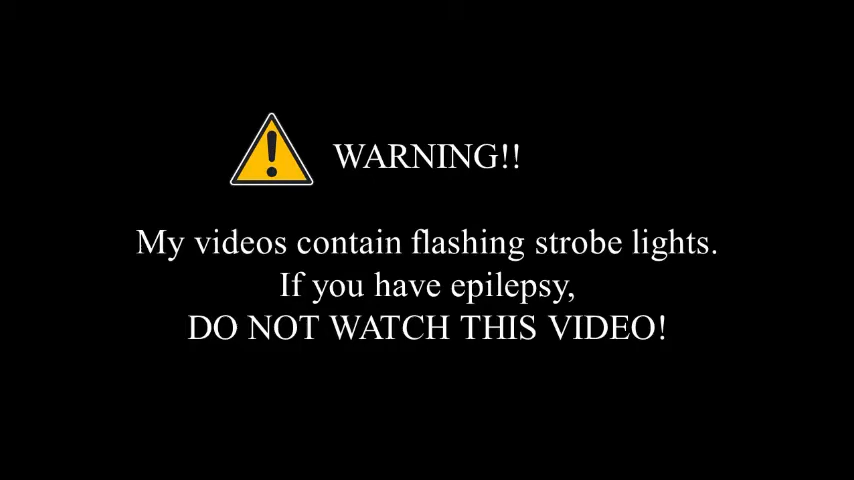 WARNING!!
My videos contain flashing strobe lights.
If you have epilepsy,
DO NOT WATCH THIS VIDEO!